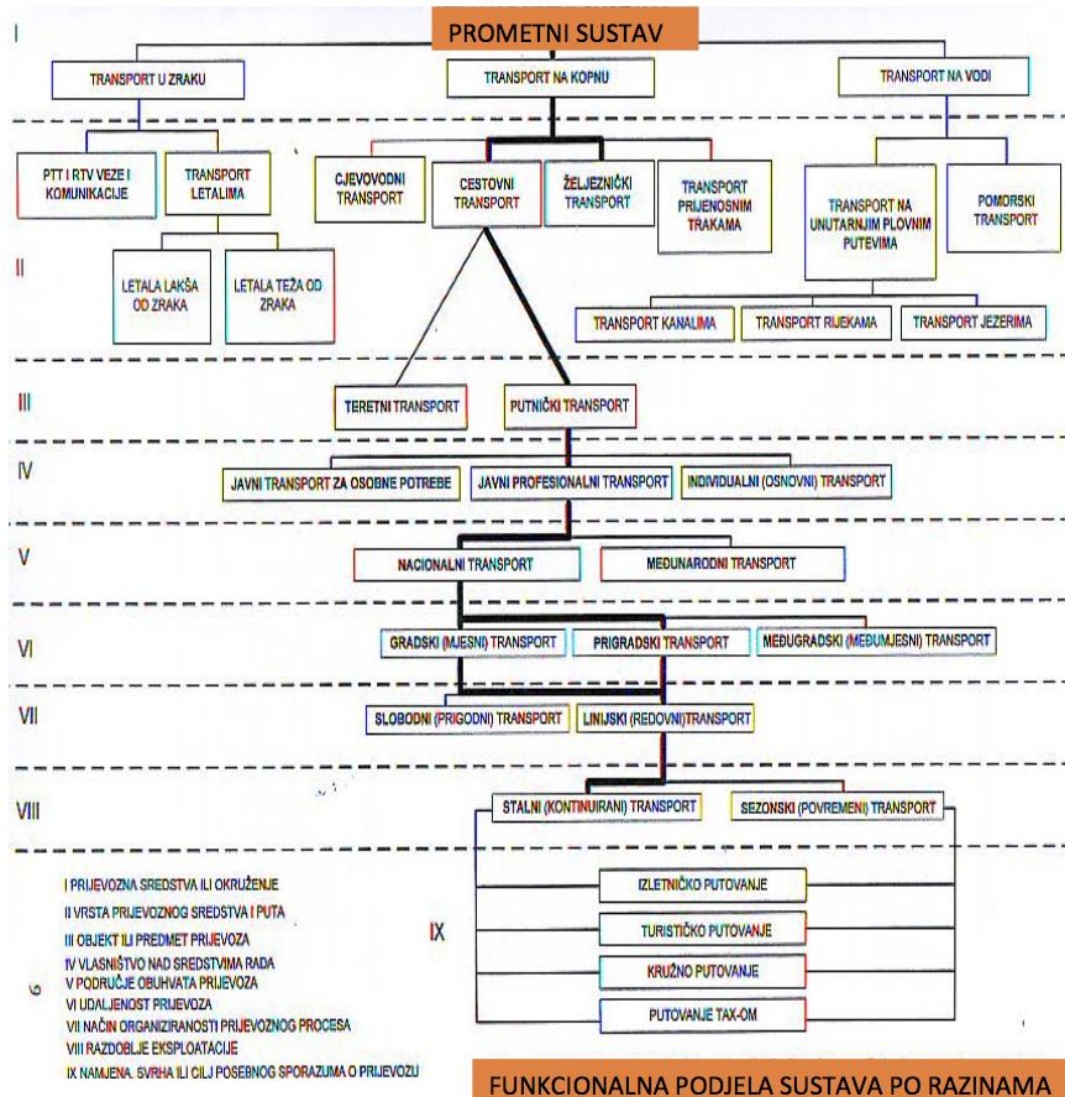 PROMETNI SUSTAV
I
TRANSPORT U ZRAKU
TRANSPORT NA KOPNU
TRANSPORT NA VODI
II
PTT I RTV VEZE I
KOMUNIKACIJE
TRANSPORT
LETALIMA
CJEVOVODNI
TRANSPORT
CESTOVNI
TRANSPORT
ŽELJEZNIČKI
TRANSPORT
TRANSPORT
PRIJENOSNIM
TRAKAMA
TRANSPORT NA
UNUTARNJIM PLOVNIM
PUTEVIMA
POMORSKI
TRANSPORT
LETALA LAKŠA
OD ZRAKA
LETALA TEŽA OD
ZRAKA
TRANSPORT KANALIMA
TRANSPORT RIJEKAMA
TRANSPORT JEZERIMA
III
TERETNI TRANSPORT
PUTNIČKI TRANSPORT
IV
JAVNI TRANSPORT ZA OSOBNE POTREBE
JAVNI PROFESIONALNI TRANSPORT
INDIVIDUALNI (OSNOVNI) TRANSPORT
V
NACIONALNI TRANSPORT
MEĐUNARODNI TRANSPORT
VI
GRADSKI (MJESNI) TRANSPORT
PRIGRADSKI TRANSPORT
MEĐUGRADSKI (MEĐUMJESNI) TRANSPORT
VII
SLOBODNI (PRIGODNI) TRANSPORT
LINIJSKI (REDOVNI)TRANSPORT
VIII
STALNI (KONTINUIRANI) TRANSPORT
SEZONSKI (POVREMENI) TRANSPORT
IX
IZLETNIČKO PUTOVANJE
TURISTIČKO PUTOVANJE
KRUŽNO PUTOVANJE
PUTOVANJE TAX-OM
I PRIJEVOZNA SREDSTVA ILI OKRUŽENJE
II VRSTA PRIJEVOZNOG SREDSTVA I PUTA
III OBJEKT ILI PREDMET PRIJEVOZA
IV VLASNIŠTVO NAD SREDSTVIMA RADA
V PODRUČJE OBUHVATA PRIJEVOZA
VI UDALJENOST PRIJEVOZA
VII NAČIN ORGANIZIRANOSTI PRIJEVOZNOG PROCESA
VIII RAZDOBLJE EKSPLOATACIJE
IX NAMJENA, SVRHA ILI CILJ POSEBNOG SPORAZUMA O PRIJEVOZU
FUNKCIONALNA PODJELA SUSTAVA PO RAZINAMA